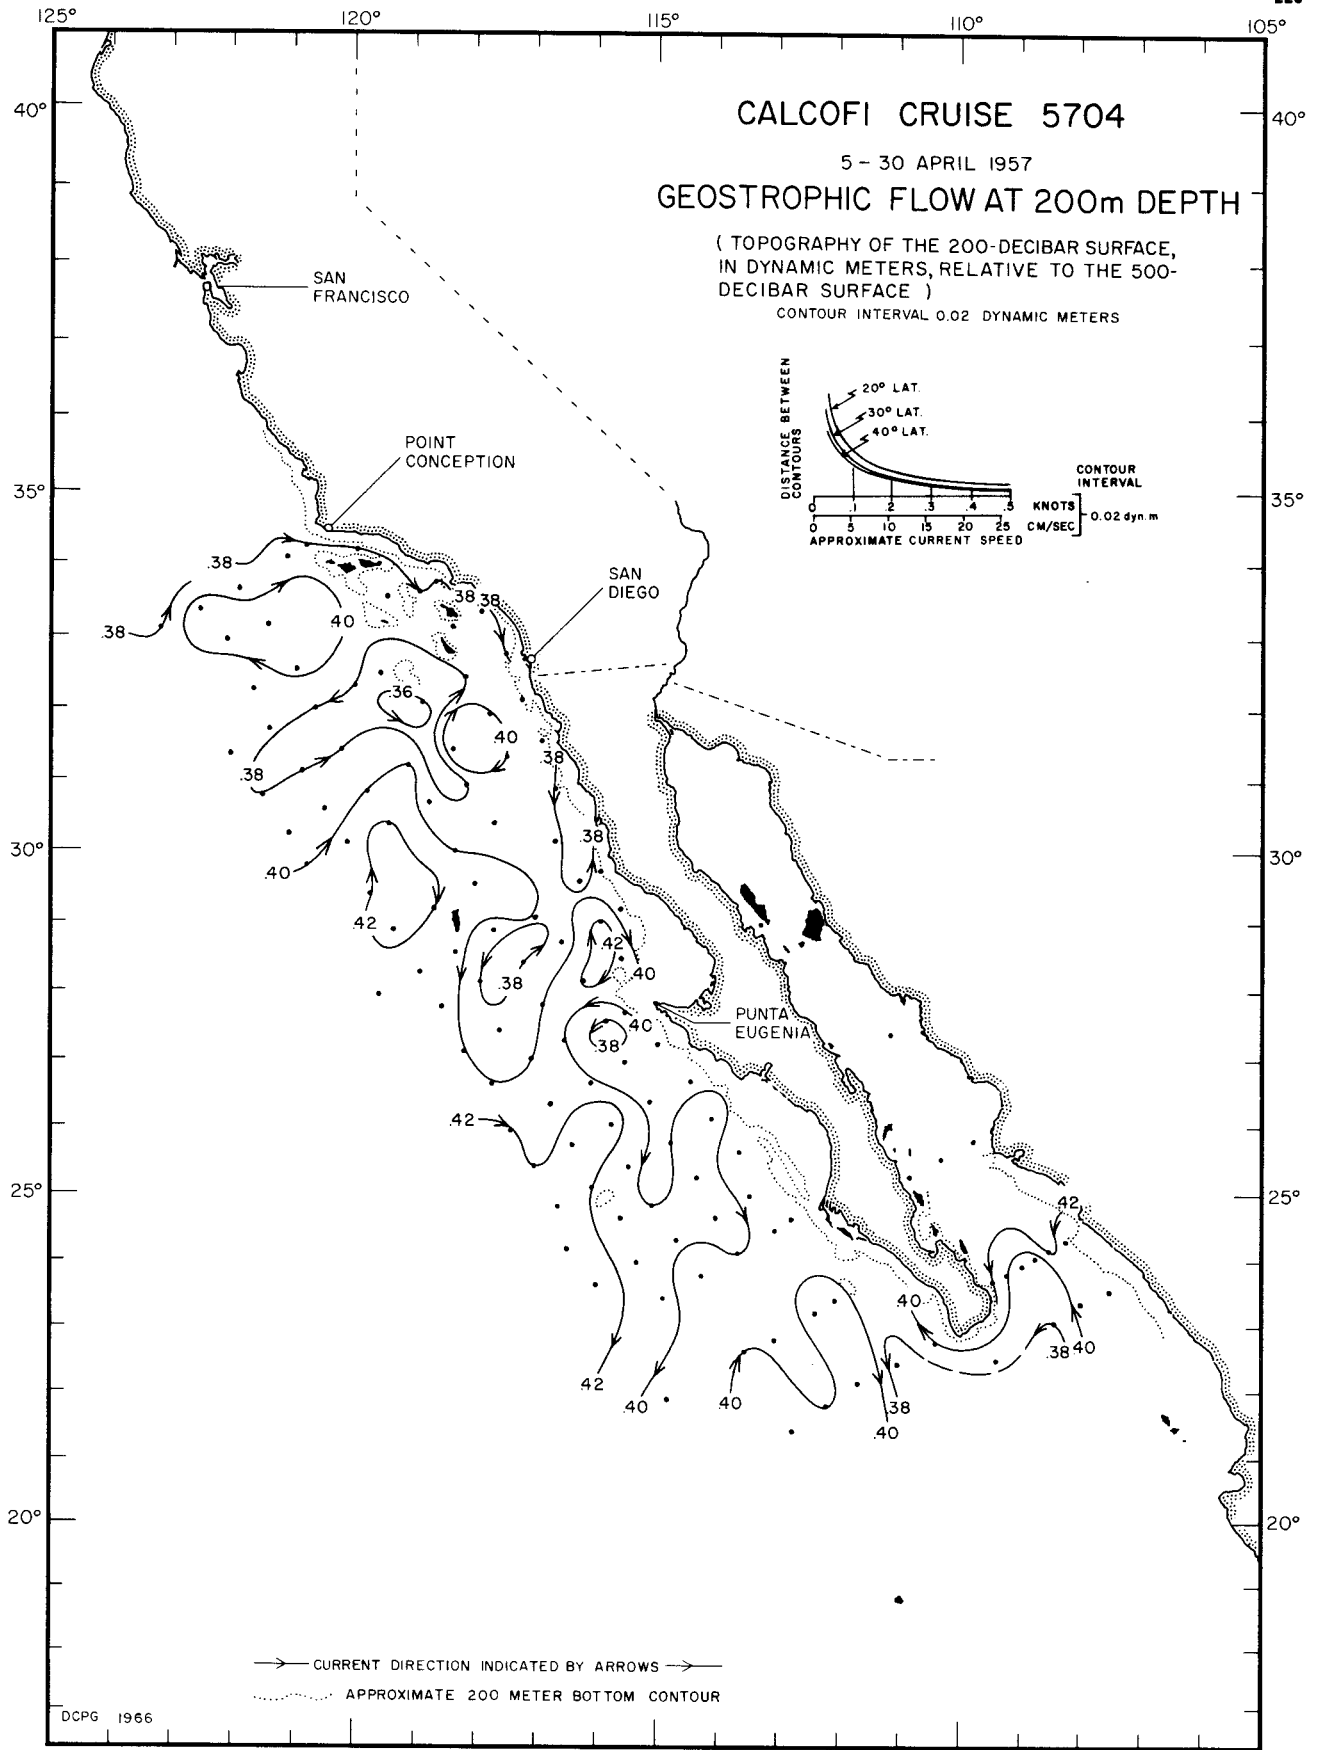 125°
120°
115°
110°
105°
40°
40°
CALCOFI CRUISE 5704
5 - 30 APRIL 1957
GEOSTROPHIC FLOW AT 200m DEPTH
( TOPOGRAPHY OF THE 200-DECIBAR SURFACE,
IN DYNAMIC METERS, RELATIVE TO THE 500-
DECIBAR SURFACE )
CONTOUR INTERVAL 0.02 DYNAMIC METERS
SAN
FRANCISCO
DISTANCE BETWEEN
CONTOURS
20° LAT.
30° LAT.
40° LAT.
CONTOUR
INTERVAL
0 .1 .2 .3 .4 .5 KNOTS
0 5 10 15 20 25 CM/SEC
0.02 dyn.m
APPROXIMATE CURRENT SPEED
POINT
CONCEPTION
35°
35°
SAN
DIEGO
.38
.38
.38
.38
.40
.36
.40
.38
.38
.38
30°
30°
.40
.42
.42
.40
.38
.40
.38
PUNTA
EUGENIA
.42
25°
25°
.42
.40
.38
.40
.42
.40
.40
.38
.40
20°
20°
CURRENT DIRECTION INDICATED BY ARROWS
APPROXIMATE 200 METER BOTTOM CONTOUR
DCPG 1966